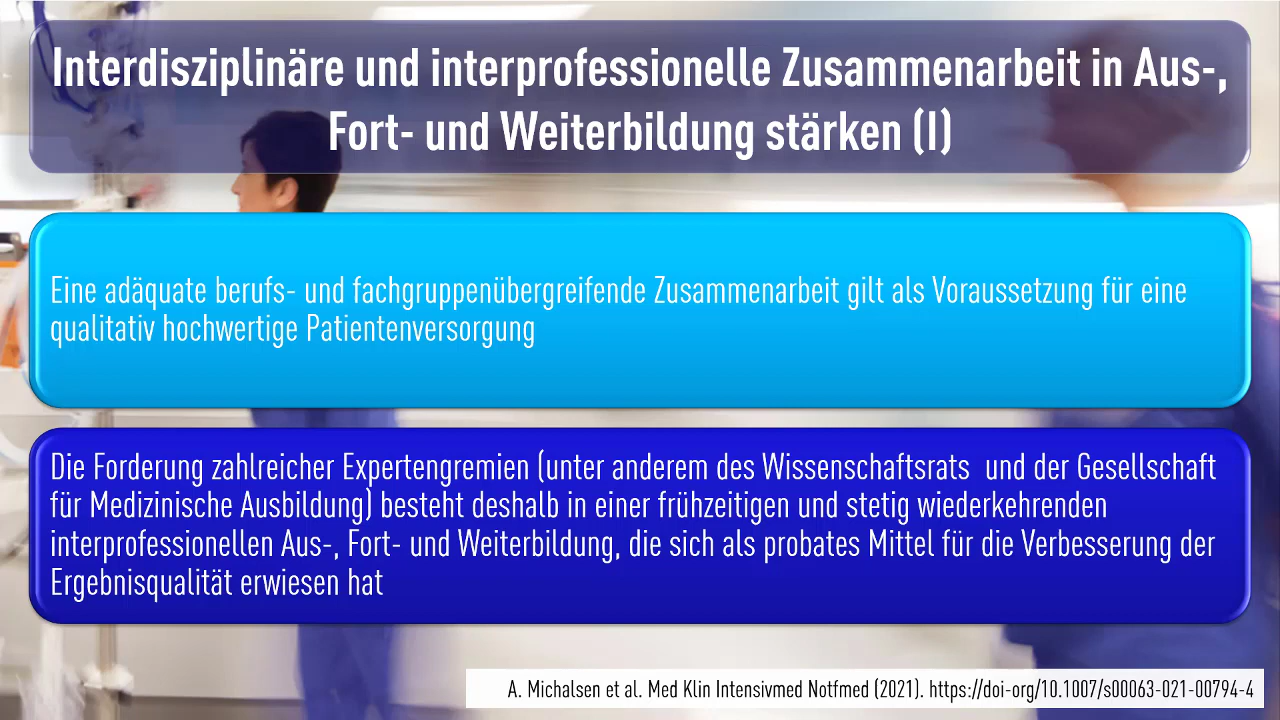 Interdisziplinäre und interprofessionelle Zusammenarbeit in Aus-,
Fort- und Weiterbildung stärken (I)
Eine adäquate berufs- und fachgruppenübergreifende Zusammenarbeit gilt als Voraussetzung für eine
qualitativ hochwertige Patientenversorgung
Die Forderung zahlreicher Expertengremien (unter anderem des Wissenschaftsrats  und der Gesellschaft
für Medizinische Ausbildung) besteht deshalb in einer frühzeitigen und stetig wiederkehrenden
interprofessionellen Aus-, Fort- und Weiterbildung, die sich als probates Mittel für die Verbesserung der
Ergebnisqualität erwiesen hat
A. Michalsen et al. Med Klin Intensivmed Notfmed (2021). https://doi-org/10.1007/s00063-021-00794-4